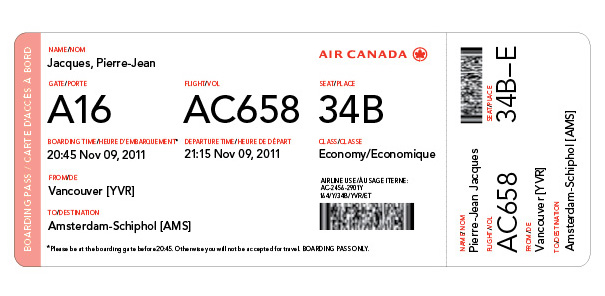 BOARDING PASS / CARTE D'ACCÈS À BORD
NAME/NOM
Jacques, Pierre-Jean
AIR CANADA
GATE/PORTE
FLIGHT/VOL
SEAT/PLACE
A16
AC658
34B
BOARDING TIME/HEURE D'EMBARQUEMENT*
DEPARTURE TIME/HEURE DE DÉPART
CLASS/CLASSE
20:45 Nov 09, 2011
21:15 Nov 09, 2011
Economy/Economique
FROM/DE
Vancouver [YVR]
AIRLINE USE/À USAGE ITERNE:
AC-2456-2901Y
164/Y/34B/YVR/ET
TO/DESTINATION
Amsterdam-Schiphol [AMS]
*Please be at the boarding gate before 20:45. Otherwise you will not be accepted for travel. BOARDING PASS ONLY.
SEAT/PLACE
34B–E
NAME/NOM
Pierre-Jean Jacques
FLIGHT/VOL
AC658
FROM/DE
Vancouver [YVR]
TO/DESTINATION
Amsterdam-Schiphol [AMS]